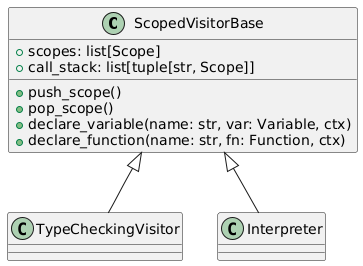 C ScopedVisitorBase
scopes: list[Scope]
call_stack: list[tuple[str, Scope]]
push_scope()
pop_scope()
declare_variable(name: str, var: Variable, ctx)
declare_function(name: str, fn: Function, ctx)
C TypeCheckingVisitor
C Interpreter